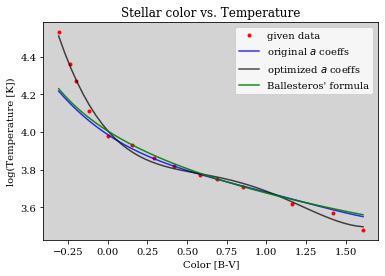 Stellar color vs. Temperature
given data
original a coeffs
optimized a coeffs
Ballesteros' formula
log(Temperature [K])
4.4
4.2
4.0
3.8
3.6
−0.25 0.00 0.25 0.50 0.75 1.00 1.25 1.50
Color [B-V]